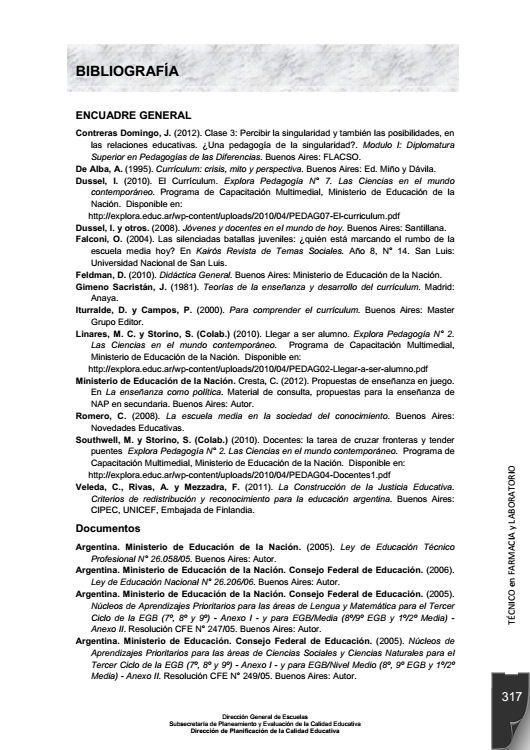 BIBLIOGRAFÍA
ENCUADRE GENERAL
Contreras Domingo, J. (2012). Clase 3: Percibir la singularidad y también las posibilidades, en
las relaciones educativas. ¿Una pedagogía de la singularidad?. Modulo I: Diplomatura
Superior en Pedagogías de las Diferencias. Buenos Aires: FLACSO.
De Alba, A. (1995). Curriculum: crisis, mito y perspectiva. Buenos Aires: Ed. Miño y Dávila.
Dussel, I. (2010). El Currículum. Explora Pedagogía N° 7. Las Ciencias en el mundo
contemporáneo. Programa de Capacitación Multimedial, Ministerio de Educación de la
Nación. Disponible en:
http://explora.educ.ar/wp-content/uploads/2010/04/PEDAG07-El-curriculum.pdf
Dussel, I. y otros. (2008). Jóvenes y docentes en el mundo de hoy. Buenos Aires: Santillana.
Falconi, O. (2004). Las silenciadas batallas juveniles: ¿quién está marcando el rumbo de la
escuela media hoy? En Kairós Revista de Temas Sociales. Año 8, N° 14. San Luis:
Universidad Nacional de San Luis.
Feldman, D. (2010). Didáctica General. Buenos Aires: Ministerio de Educación de la Nación.
Gimeno Sacristán, J. (1981). Teorías de la enseñanza y desarrollo del currículum. Madrid:
Anaya.
Iturralde, D. y Campos, P. (2000). Para comprender el currículum. Buenos Aires: Master
Grupo Editor.
Linares, M. C. y Storino, S. (Colab.) (2010). Llegar a ser alumno. Explora Pedagogía N° 2.
Las Ciencias en el mundo contemporáneo. Programa de Capacitación Multimedial,
Ministerio de Educación de la Nación. Disponible en:
http://explora.educ.ar/wp-content/uploads/2010/04/PEDAG02-Llegar-a-ser-alumno.pdf
Ministerio de Educación de la Nación. Cresta, C. (2012). Propuestas de enseñanza en juego.
En La enseñanza como política. Material de consulta, propuestas para la enseñanza de
NAP en secundaria. Buenos Aires: Autor.
Romero, C. (2008). La escuela media en la sociedad del conocimiento. Buenos Aires:
Novedades Educativas.
Southwell, M. y Storino, S. (Colab.) (2010). Docentes: la tarea de cruzar fronteras y tender
puentes Explora Pedagogía N° 2. Las Ciencias en el mundo contemporáneo. Programa de
Capacitación Multimedial, Ministerio de Educación de la Nación. Disponible en:
http://explora.educ.ar/wp-content/uploads/2010/04/PEDAG04-Docentes1.pdf
Veleda, C., Rivas, A. y Mezzadra, F. (2011). La Construcción de la Justicia Educativa.
Criterios de redistribución y reconocimiento para la educación argentina. Buenos Aires:
CIPEC, UNICEF, Embajada de Finlandia.
Documentos
Argentina. Ministerio de Educación de la Nación. (2005). Ley de Educación Técnico
Profesional N° 26.058/05. Buenos Aires: Autor.
Argentina. Ministerio de Educación de la Nación. Consejo Federal de Educación. (2006).
Ley de Educación Nacional N° 26.206/06. Buenos Aires: Autor.
Argentina. Ministerio de Educación de la Nación. Consejo Federal de Educación. (2005).
Núcleos de Aprendizajes Prioritarios para las áreas de Lengua y Matemática para el Tercer
Ciclo de la EGB (7º, 8º y 9º) - Anexo I - y para EGB/Media (8º/9º EGB y 1º/2º Media) -
Anexo II. Resolución CFE N° 247/05. Buenos Aires: Autor.
Argentina. Ministerio de Educación. Consejo Federal de Educación. (2005). Núcleos de
Aprendizajes Prioritarios para las áreas de Ciencias Sociales y Ciencias Naturales para el
Tercer Ciclo de la EGB (7º, 8º y 9º) - Anexo I - y para EGB/Nivel Medio (8º, 9º EGB y 1º/2º
Media) - Anexo II. Resolución CFE N° 249/05. Buenos Aires: Autor.
TÉCNICO en FARMACIA y LABORATORIO
317
Dirección General de Escuelas
Subsecretaría de Planeamiento y Evaluación de la Calidad Educativa
Dirección de Planificación de la Calidad Educativa